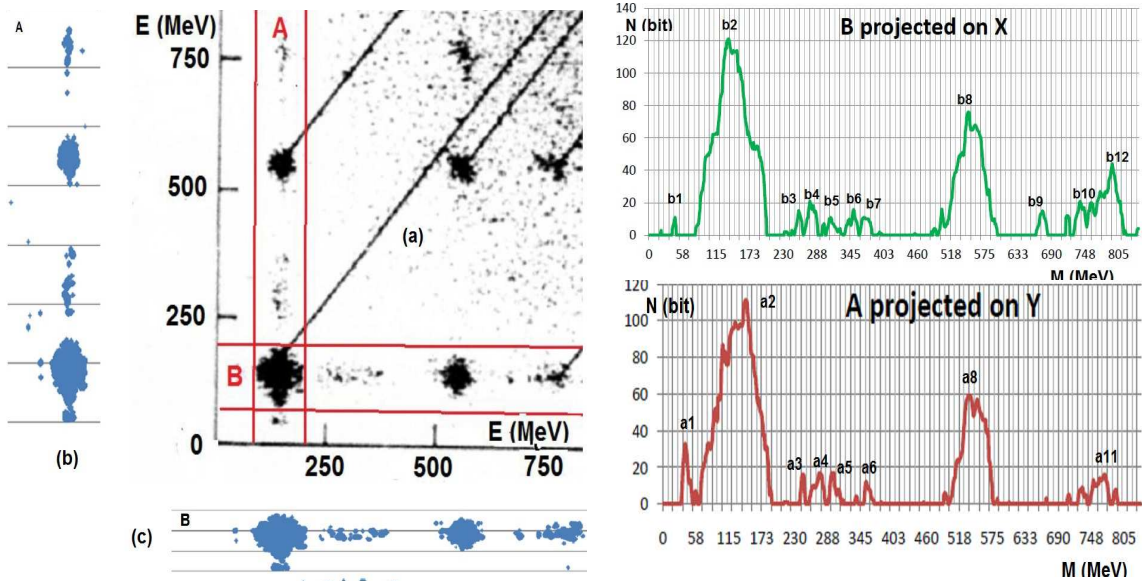 A
(b)
E (MeV)
750
500
250
0
A
B
(a)
E (MeV)
250
500
750
(c)
B
N (bit)
B projected on X
140
120
100
80
60
40
20
0
b1
b2
b3
b4
b5
b6
b7
b8
b9
b10
b12
0 58 115 173 230 288 345 403 460 518 575 633 690 748 805
M (MeV)
N (bit)
A projected on Y
120
100
80
60
40
20
0
a1
a2
a3
a4
a5
a6
a8
a11
0 58 115 173 230 288 345 403 460 518 575 633 690 748 805
M (MeV)